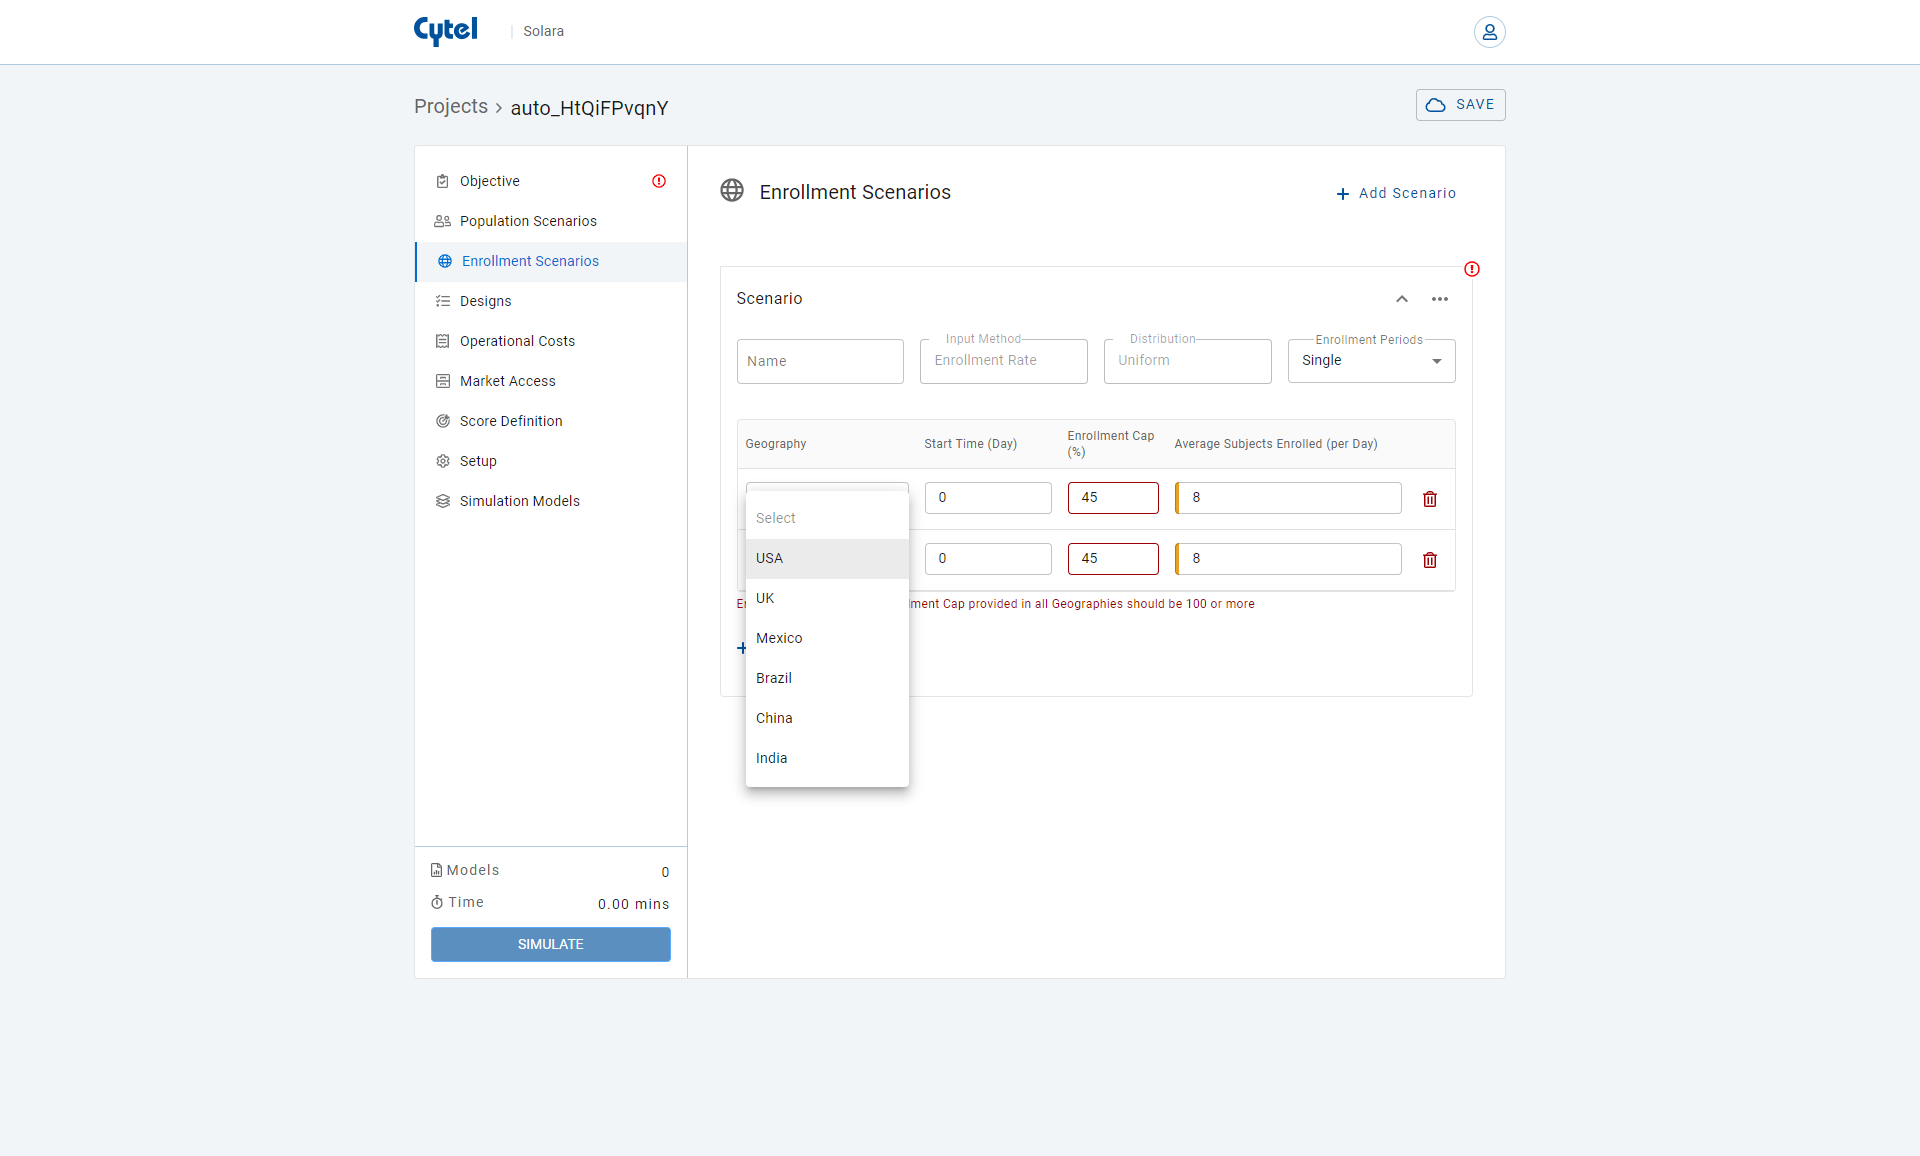 Cytel
Solara
Projects › auto_HtQiFPvqnY
SAVE
Objective
Population Scenarios
Enrollment Scenarios
Designs
Operational Costs
Market Access
Score Definition
Setup
Simulation Models
Models 0
Time 0.00 mins
SIMULATE
Enrollment Scenarios
+ Add Scenario
Scenario
Name
Input Method
Enrollment Rate
Distribution
Uniform
Enrollment Periods
Single
Geography
Start Time (Day)
Enrollment Cap
(%)
Average Subjects Enrolled (per Day)
0 45 8
0 45 8
Select
USA
UK
Mexico
Brazil
China
India
ment Cap provided in all Geographies should be 100 or more
+